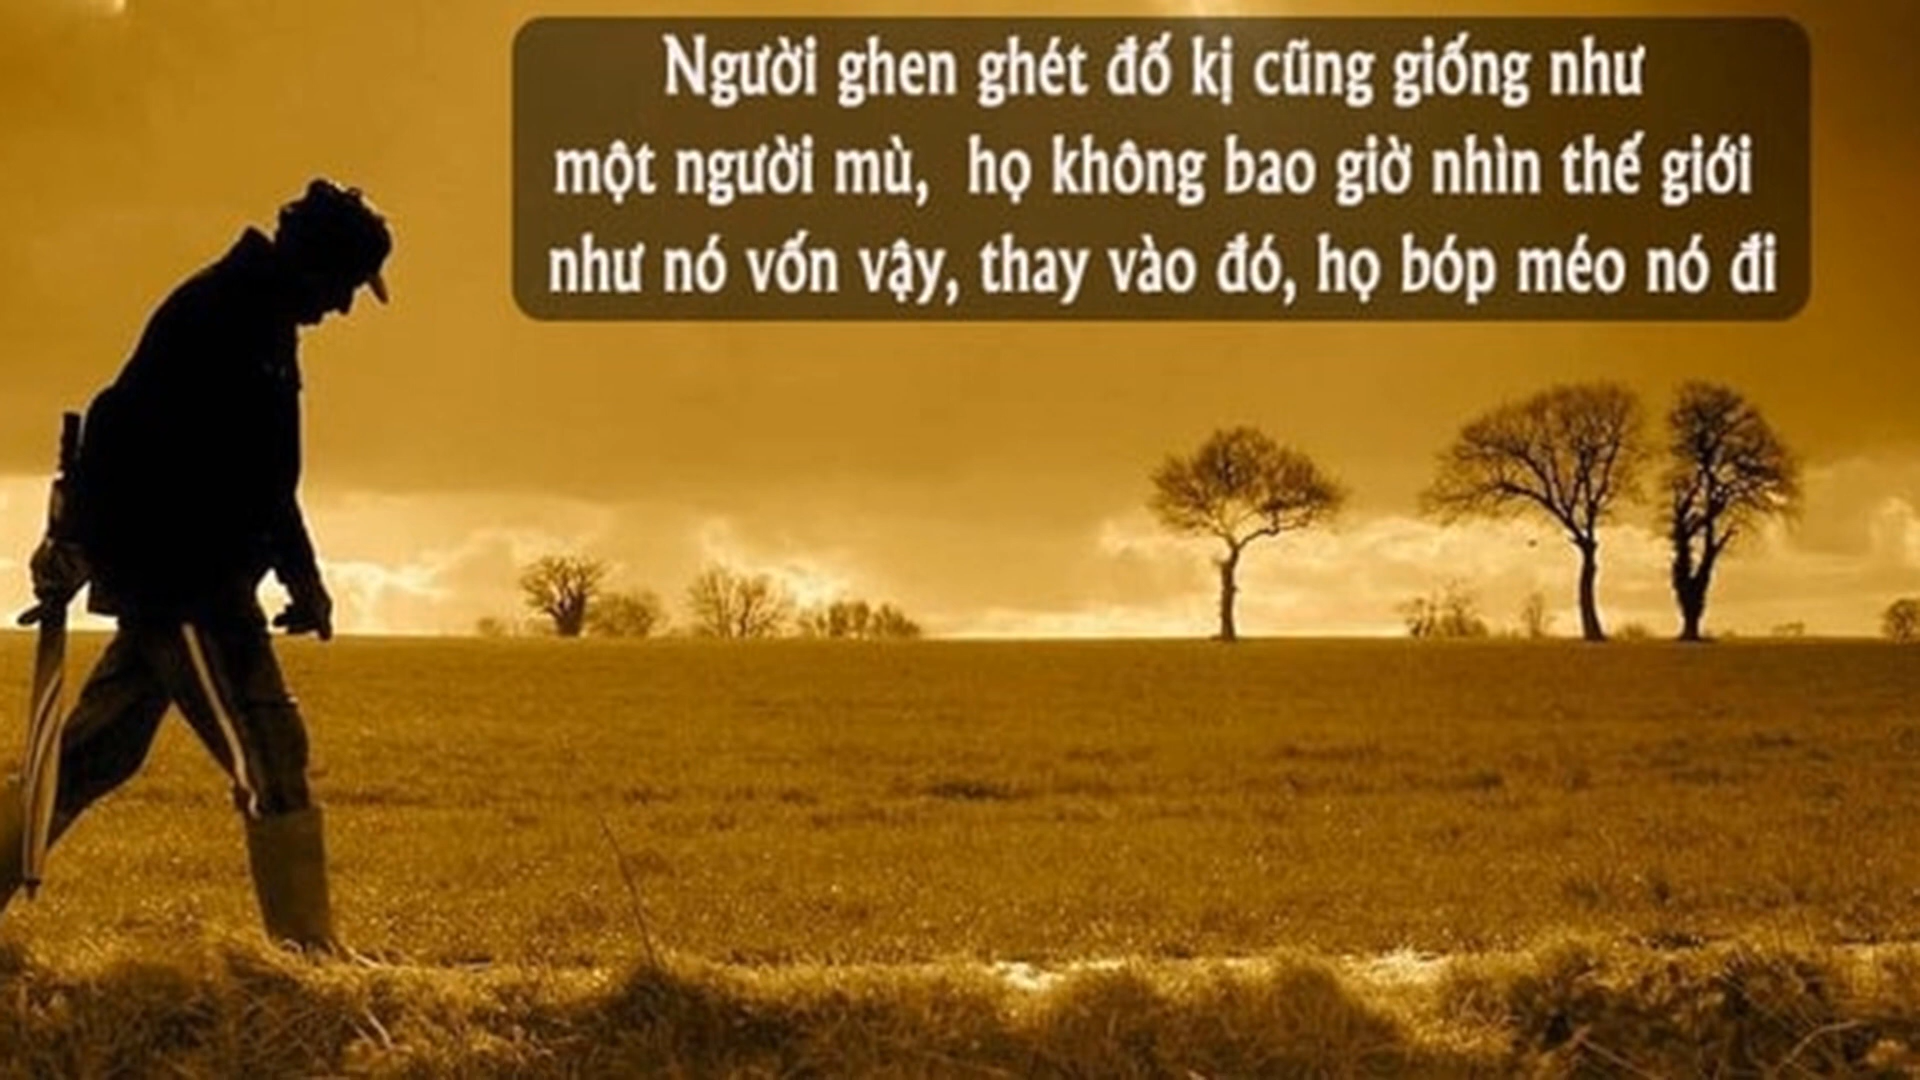 Người ghen ghét đố kị cũng giống như
một người mù, họ không bao giờ nhìn thế giới
như nó vốn vậy, thay vào đó, họ bóp méo nó đi